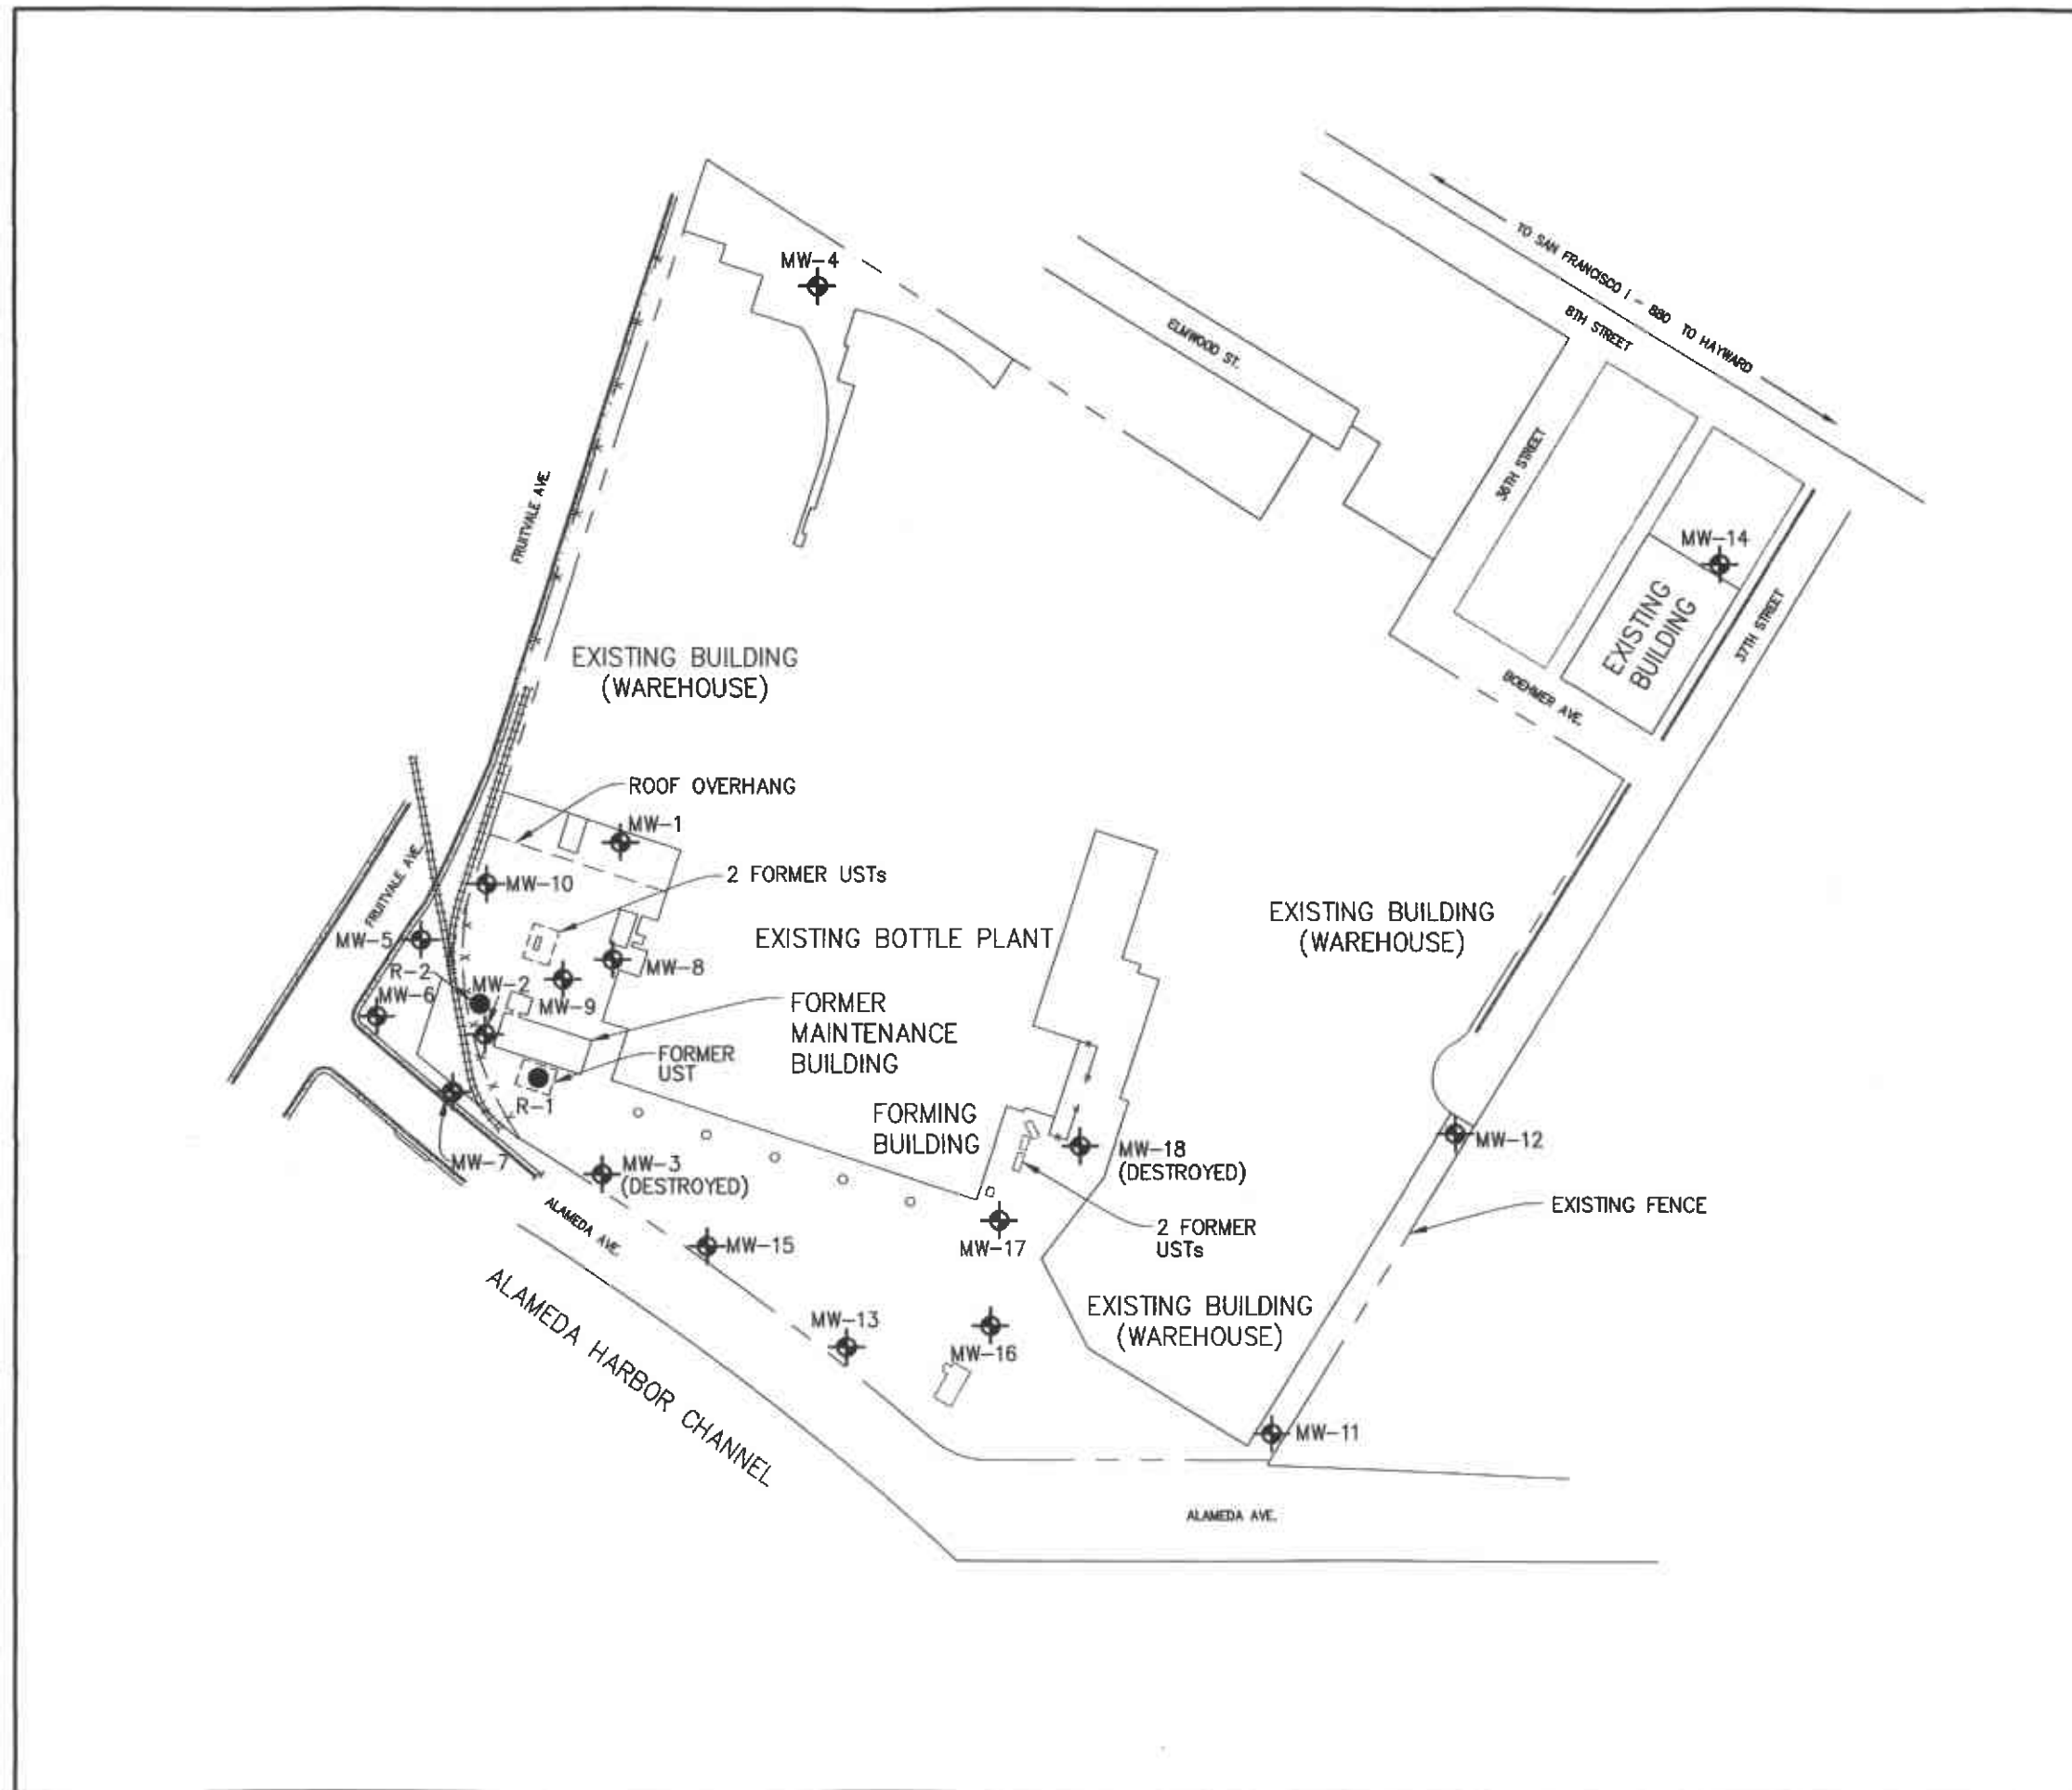 MW-4
TO SAN FRANCISCO I - 880 TO HAYWARD
8TH STREET
ELMWOOD ST.
36TH STREET
FRUITVALE AVE.
MW-14
EXISTING
BUILDING
37TH STREET
EXISTING BUILDING
(WAREHOUSE)
BOEHMER AVE.
ROOF OVERHANG
MW-1
2 FORMER USTs
MW-10
FRUITVALE AVE.
EXISTING BUILDING
(WAREHOUSE)
MW-5
EXISTING BOTTLE PLANT
MW-8
R-2
MW-2
MW-6
MW-9
FORMER
MAINTENANCE
BUILDING
FORMER
UST
R-1
FORMING
BUILDING
MW-12
MW-18
(DESTROYED)
MW-7
MW-3
(DESTROYED)
EXISTING FENCE
ALAMEDA AVE.
2 FORMER
USTs
MW-15
MW-17
ALAMEDA HARBOR CHANNEL
EXISTING BUILDING
(WAREHOUSE)
MW-13
MW-16
MW-11
ALAMEDA AVE.